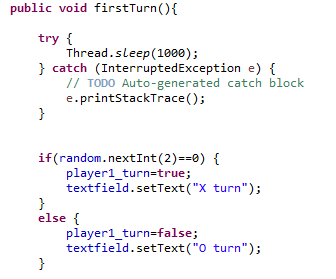 public void firstTurn(){
try {
Thread.sleep(1000);
} catch (InterruptedException e) {
// TODO Auto-generated catch block
e.printStackTrace();
}
if(random.nextInt(2)==0) {
player1_turn=true;
textfield.setText("X turn");
}
else {
player1_turn=false;
textfield.setText("O turn");
}